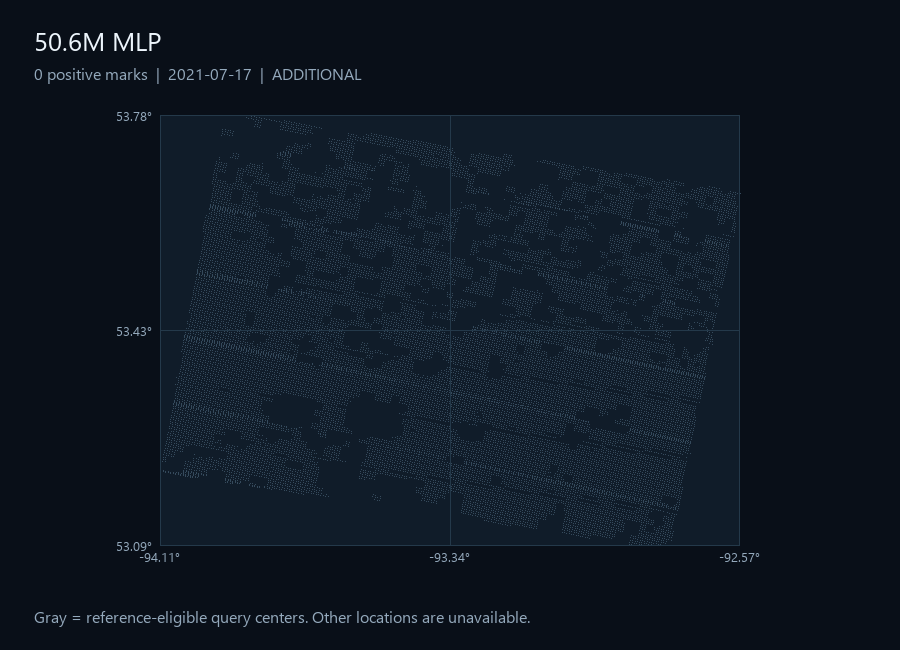 50.6M MLP
0 positive marks | 2021-07-17 | ADDITIONAL
53.78°
53.43°
53.09°
-94.11° -93.34° -92.57°
Gray = reference-eligible query centers. Other locations are unavailable.